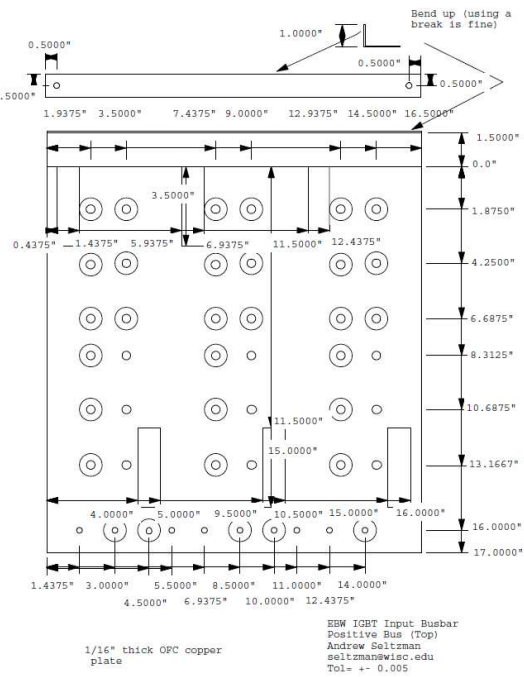 Bend up (using a
break is fine)
1.0000"
0.5000"
0.5000"
.5000"
0.5000"
1.9375" 3.5000" 7.4375" 9.0000" 12.9375" 14.5000" 16.5000"
1.5000"
0.0"
3.5000"
1.8750"
0.4375" 1.4375" 5.9375" 6.9375" 11.5000" 12.4375"
4.2500"
6.6875"
8.3125"
10.6875"
11.5000"
15.0000"
13.1667"
4.0000" 5.0000" 9.5000" 10.5000" 15.0000" 16.0000"
16.0000"
17.0000"
1.4375" 3.0000" 5.5000" 8.5000" 11.0000" 14.0000"
4.5000" 6.9375" 10.0000" 12.4375"
EBW IGBT Input Busbar
Positive Bus (Top)
Andrew Seltzman
seltzman@wisc.edu
Tol= +- 0.005
1/16" thick OFC copper
plate